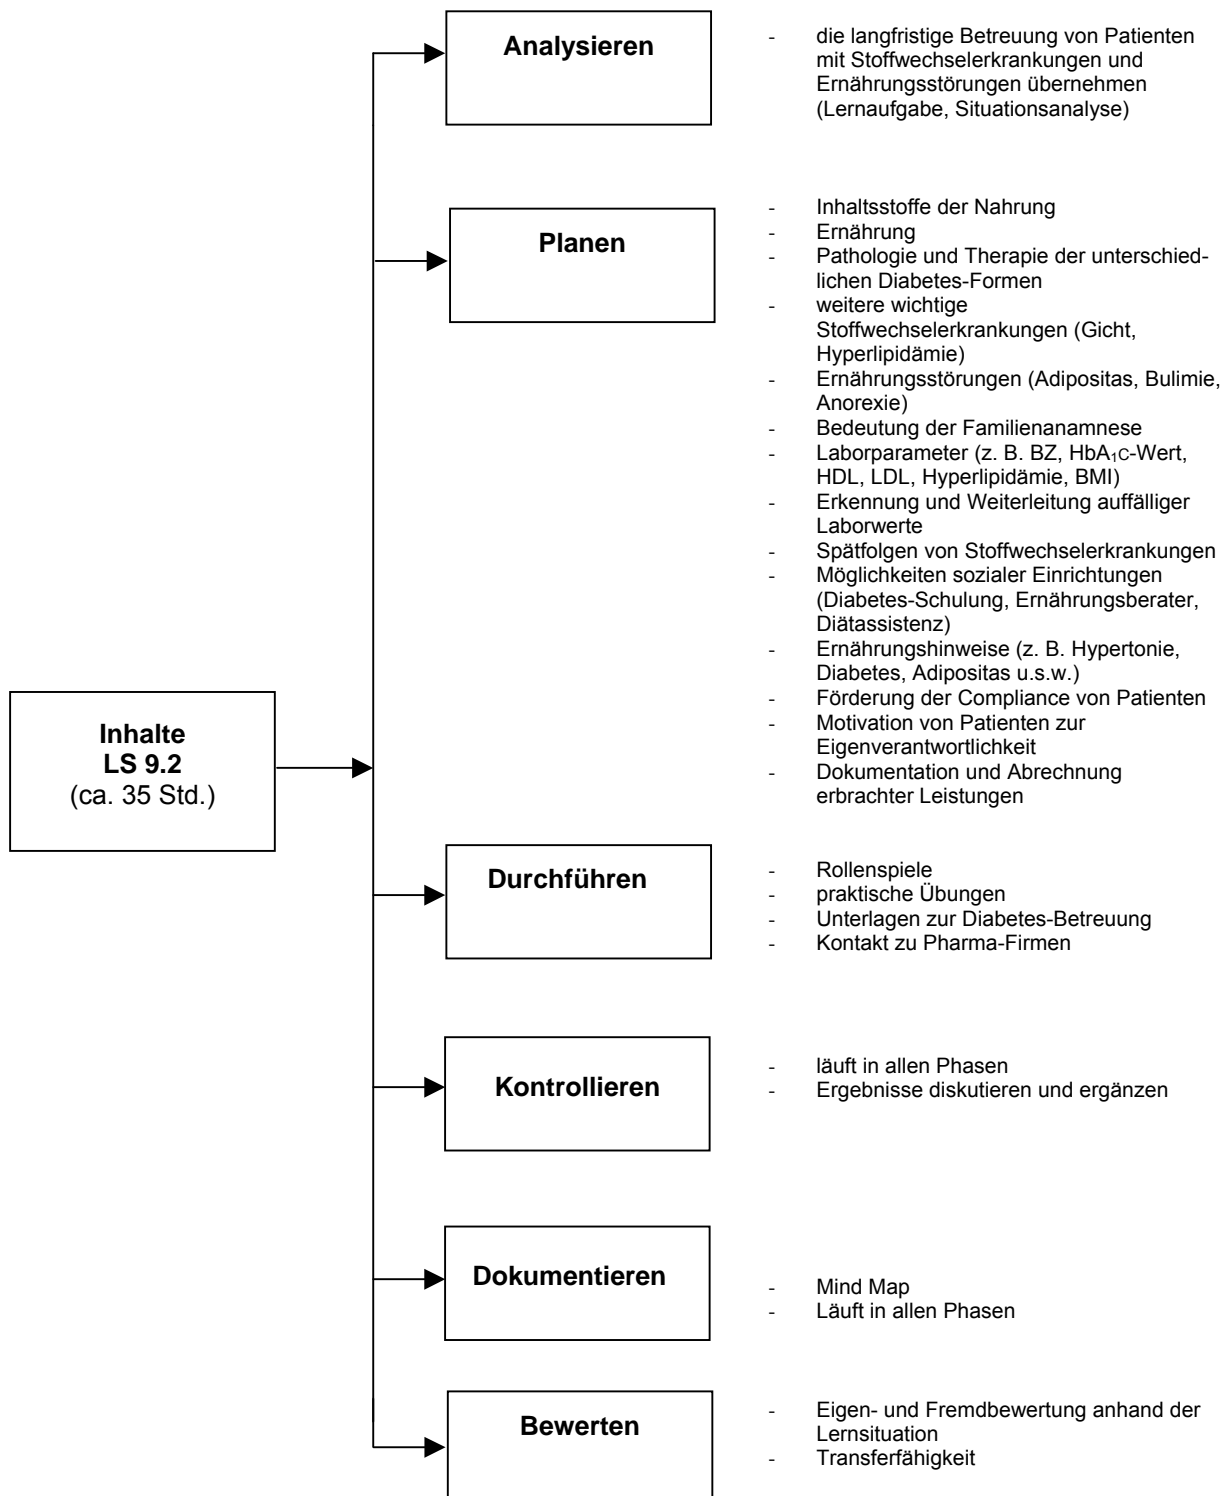 Analysieren
- die langfristige Betreuung von Patienten
mit Stoffwechselerkrankungen und
Ernährungsstörungen übernehmen
(Lernaufgabe, Situationsanalyse)
Planen
- Inhaltsstoffe der Nahrung
- Ernährung
- Pathologie und Therapie der unterschied-
lichen Diabetes-Formen
- weitere wichtige
Stoffwechselerkrankungen (Gicht,
Hyperlipidämie)
- Ernährungsstörungen (Adipositas, Bulimie,
Anorexie)
- Bedeutung der Familienanamnese
- Laborparameter (z. B. BZ, HbA1C-Wert,
HDL, LDL, Hyperlipidämie, BMI)
- Erkennung und Weiterleitung auffälliger
Laborwerte
- Spätfolgen von Stoffwechselerkrankungen
- Möglichkeiten sozialer Einrichtungen
(Diabetes-Schulung, Ernährungsberater,
Diätassistenz)
- Ernährungshinweise (z. B. Hypertonie,
Diabetes, Adipositas u.s.w.)
- Förderung der Compliance von Patienten
- Motivation von Patienten zur
Eigenverantwortlichkeit
- Dokumentation und Abrechnung
erbrachter Leistungen
Inhalte
LS 9.2
(ca. 35 Std.)
Durchführen
- Rollenspiele
- praktische Übungen
- Unterlagen zur Diabetes-Betreuung
- Kontakt zu Pharma-Firmen
Kontrollieren
- läuft in allen Phasen
- Ergebnisse diskutieren und ergänzen
Dokumentieren
- Mind Map
- Läuft in allen Phasen
Bewerten
- Eigen- und Fremdbewertung anhand der
Lernsituation
- Transferfähigkeit